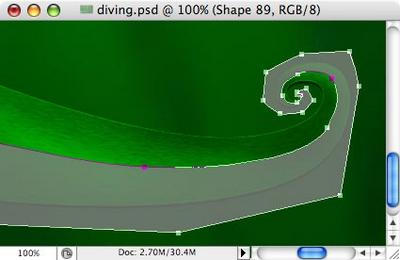 diving.psd @ 100% (Shape 89, RGB/8)
100% Doc: 2.70M/30.4M